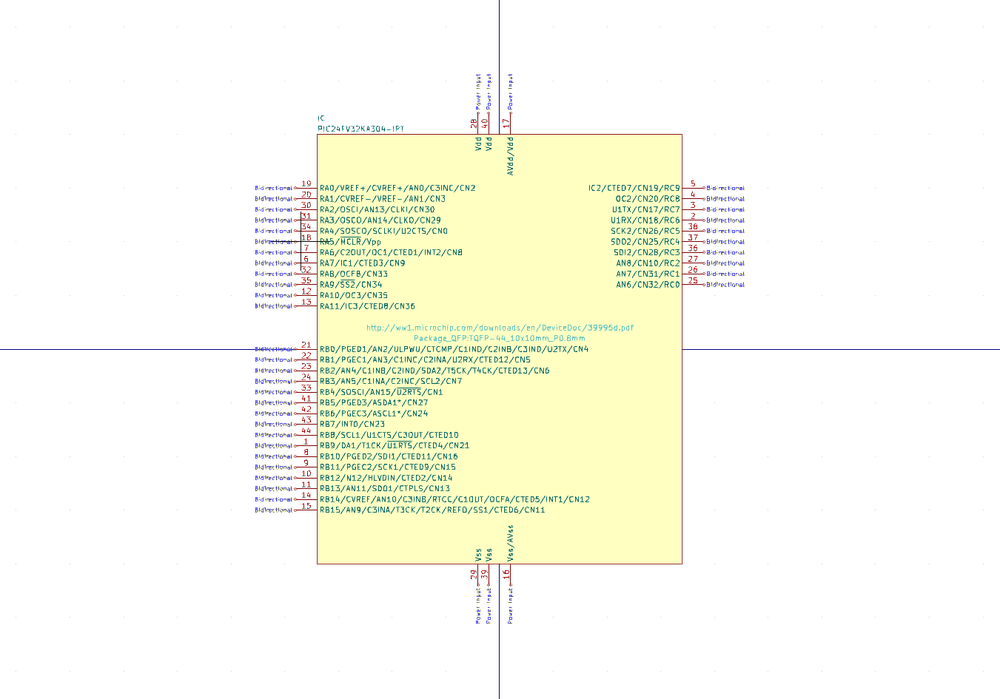 Power Input Power Input Power Input
28 40 17
IC
PIC24FV32KA304-IPT
Vdd Vdd AVdd/Vdd
Bidirectional 19 RA0/VREF+/CVREF+/AN0/C3INC/CN2 IC2/CTED7/CN19/RC9 5 Bidirectional
Bidirectional 20 RA1/CVREF-/VREF-/AN1/CN3 OC2/CN20/RC8 4 Bidirectional
Bidirectional 30 RA2/OSCI/AN13/CLKI/CN30 U1TX/CN17/RC7 3 Bidirectional
Bidirectional 31 RA3/OSCO/AN14/CLKO/CN29 U1RX/CN18/RC6 2 Bidirectional
Bidirectional 34 RA4/SOSCO/SCLKI/U2CTS/CN0 SCK2/CN26/RC5 38 Bidirectional
Bidirectional 18 RA5/MCLR/Vpp SDO2/CN25/RC4 37 Bidirectional
Bidirectional 7 RA6/C2OUT/OC1/CTED1/INT2/CN8 SDI2/CN28/RC3 36 Bidirectional
Bidirectional 6 RA7/IC1/CTED3/CN9 AN8/CN10/RC2 27 Bidirectional
Bidirectional 32 RA8/OCFB/CN33 AN7/CN31/RC1 26 Bidirectional
Bidirectional 35 RA9/SS2/CN34 AN6/CN32/RC0 25 Bidirectional
Bidirectional 12 RA10/OC3/CN35
Bidirectional 13 RA11/IC3/CTED8/CN36
http://ww1.microchip.com/downloads/en/DeviceDoc/39995d.pdf
Package_QFP:TQFP-44_10x10mm_P0.8mm
Bidirectional 21 RB0/PGED1/AN2/ULPWU/CTCMP/C1IND/C2INB/C3IND/U2TX/CN4
Bidirectional 22 RB1/PGEC1/AN3/C1INC/C2INA/U2RX/CTED12/CN5
Bidirectional 23 RB2/AN4/C1INB/C2IND/SDA2/T5CK/T4CK/CTED13/CN6
Bidirectional 24 RB3/AN5/C1INA/C2INC/SCL2/CN7
Bidirectional 33 RB4/SOSCI/AN15/U2RTS/CN1
Bidirectional 41 RB5/PGED3/ASDA1*/CN27
Bidirectional 42 RB6/PGEC3/ASCL1*/CN24
Bidirectional 43 RB7/INT0/CN23
Bidirectional 44 RB8/SCL1/U1CTS/C3OUT/CTED10
Bidirectional 1 RB9/DA1/T1CK/U1RTS/CTED4/CN21
Bidirectional 8 RB10/PGED2/SDI1/CTED11/CN16
Bidirectional 9 RB11/PGEC2/SCK1/CTED9/CN15
Bidirectional 10 RB12/N12/HLVDIN/CTED2/CN14
Bidirectional 11 RB13/AN11/SDO1/CTPLS/CN13
Bidirectional 14 RB14/CVREF/AN10/C3INB/RTCC/C1OUT/OCFA/CTED5/INT1/CN12
Bidirectional 15 RB15/AN9/C3INA/T3CK/T2CK/REFO/SS1/CTED6/CN11
Vss Vss Vss/AVss
29 39 16
Power Input Power Input Power Input